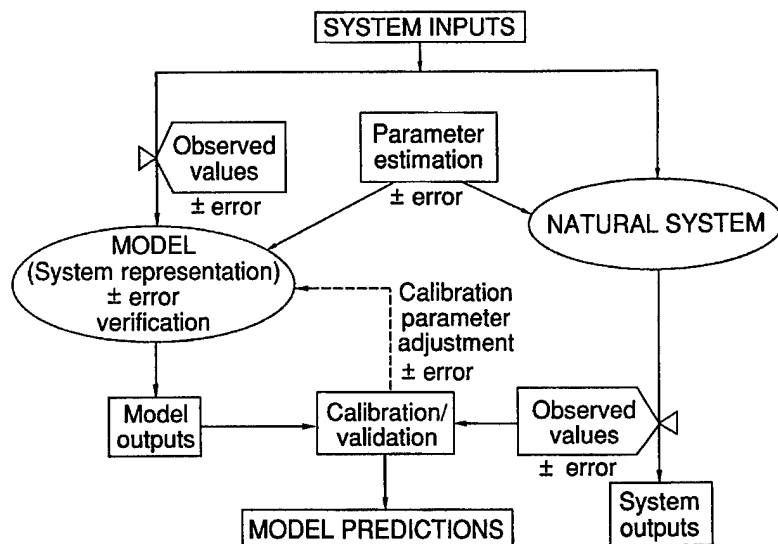 SYSTEM INPUTS
Observed
values
± error
Parameter
estimation
± error
NATURAL SYSTEM
MODEL
(System representation)
± error
verification
Calibration
parameter
adjustment
± error
Model
outputs
Calibration/
validation
Observed
values
± error
MODEL PREDICTIONS
System
outputs